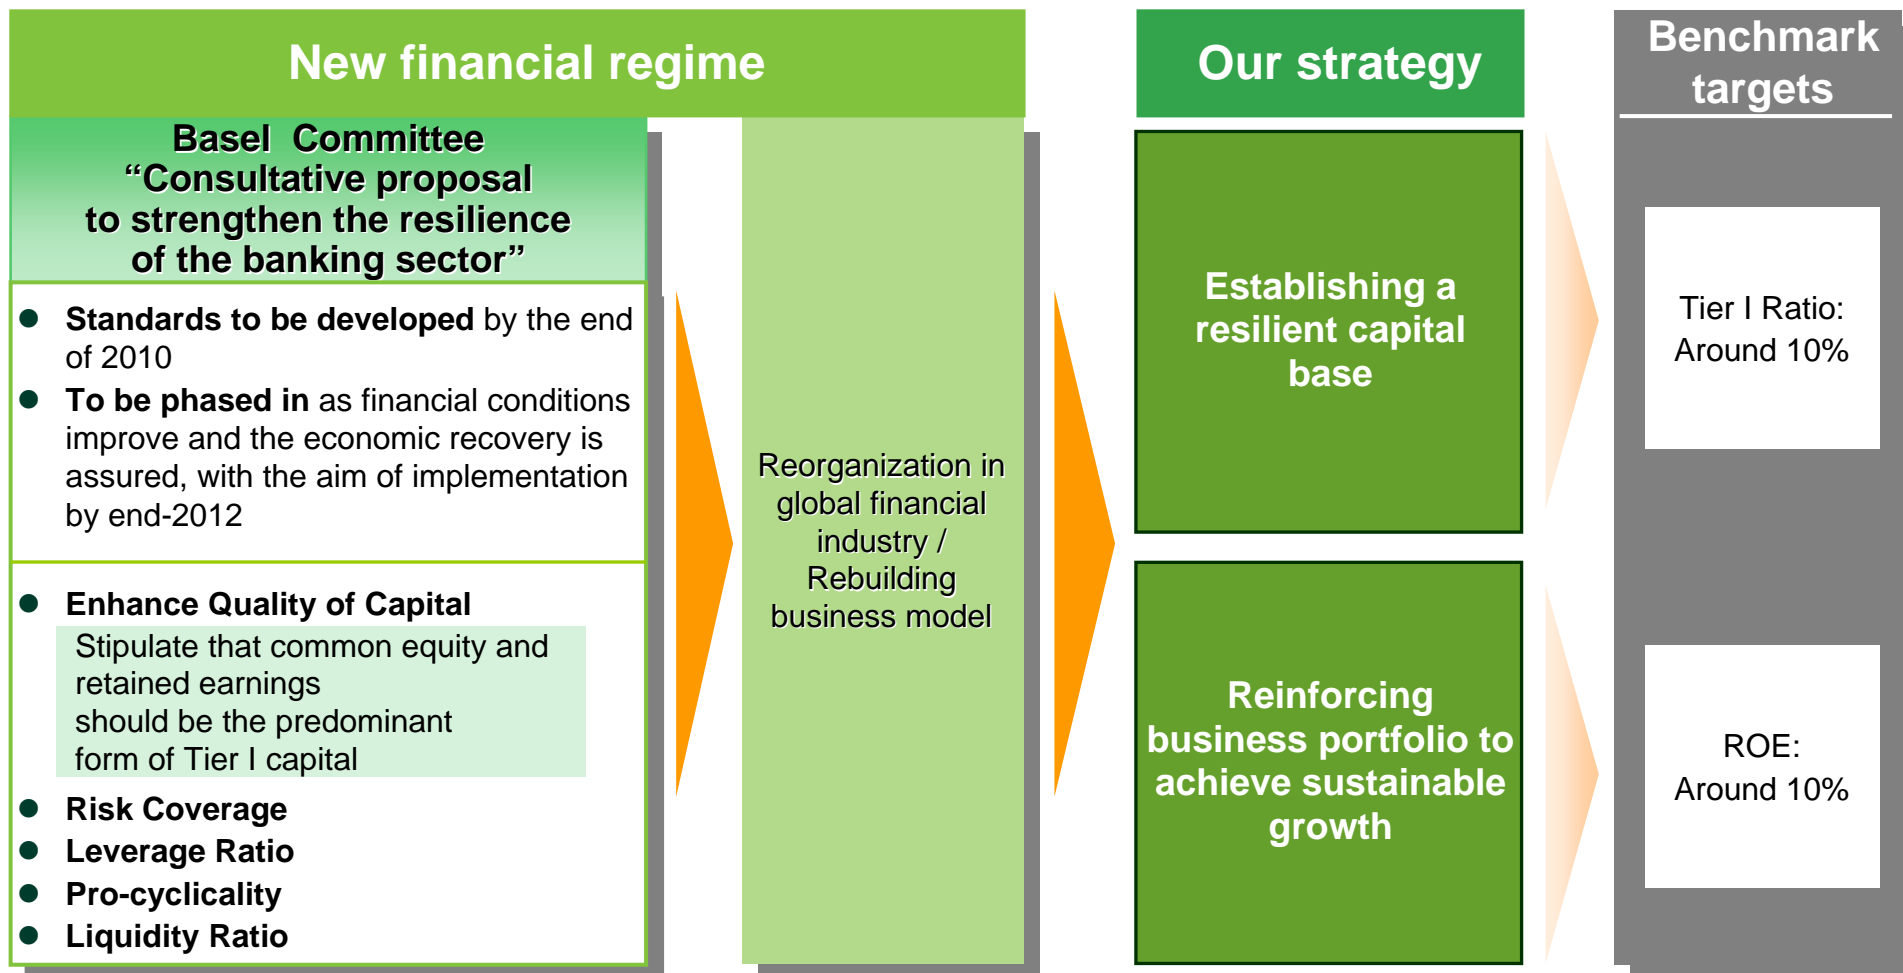 New financial regime
Basel Committee
“Consultative proposal
to strengthen the resilience
of the banking sector”
● Standards to be developed by the end
of 2010
● To be phased in as financial conditions
improve and the economic recovery is
assured, with the aim of implementation
by end-2012
● Enhance Quality of Capital
Stipulate that common equity and
retained earnings
should be the predominant
form of Tier I capital
● Risk Coverage
● Leverage Ratio
● Pro-cyclicality
● Liquidity Ratio
Reorganization in
global financial
industry /
Rebuilding
business model
Our strategy
Establishing a
resilient capital
base
Reinforcing
business portfolio to
achieve sustainable
growth
Benchmark
targets
Tier I Ratio:
Around 10%
ROE:
Around 10%